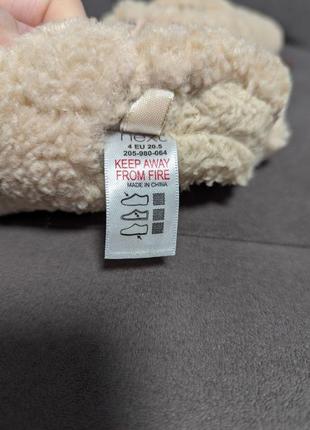 next
4 EU 20.5
205-980-064
KEEP AWAY
FROM FIRE
MADE IN CHINA